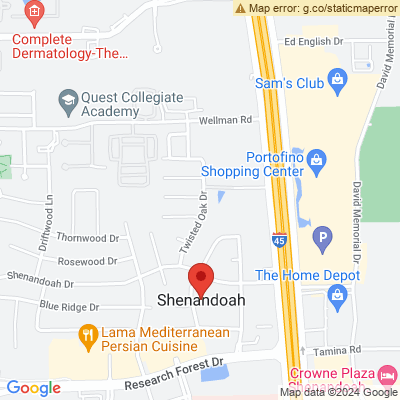 Map error: g.co/staticmaperror
Complete
Dermatology-The...
Ed English Dr
David Memorial Dr
Sam's Club
Quest Collegiate
Academy
Wellman Rd
Portofino
Shopping Center
Driftwood Ln
Twisted Oak Dr
David Memorial Dr
Thornwood Dr
45
Rosewood Dr
P
Shenandoah Dr
The Home Depot
Shenandoah
Blue Ridge Dr
Lama Mediterranean
Persian Cuisine
Tamina Rd
Research Forest Dr
Crowne Plaza
Shenandoah
Google
Map data ©2024 Google